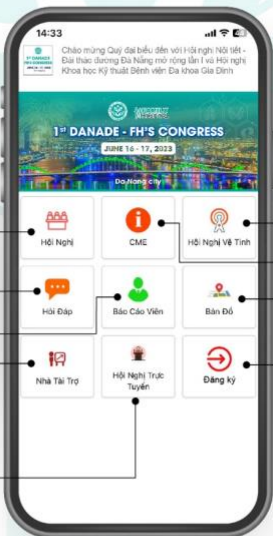 14:33
Chào mừng Quý đại biểu đến với Hội nghị Nội tiết -
Đái tháo đường Đà Nẵng mở rộng lần I và Hội nghị
Khoa học Kỹ thuật Bệnh viện Đa khoa Gia Đình
1st DANADE - FH'S CONGRESS
JUNE 16 - 17, 2023
Da Nang city
Hội Nghị
CME
Hội Nghị Vệ Tinh
Hỏi Đáp
Báo Cáo Viên
Bản Đồ
Nhà Tài Trợ
Hội Nghị Trực
Tuyến
Đăng ký